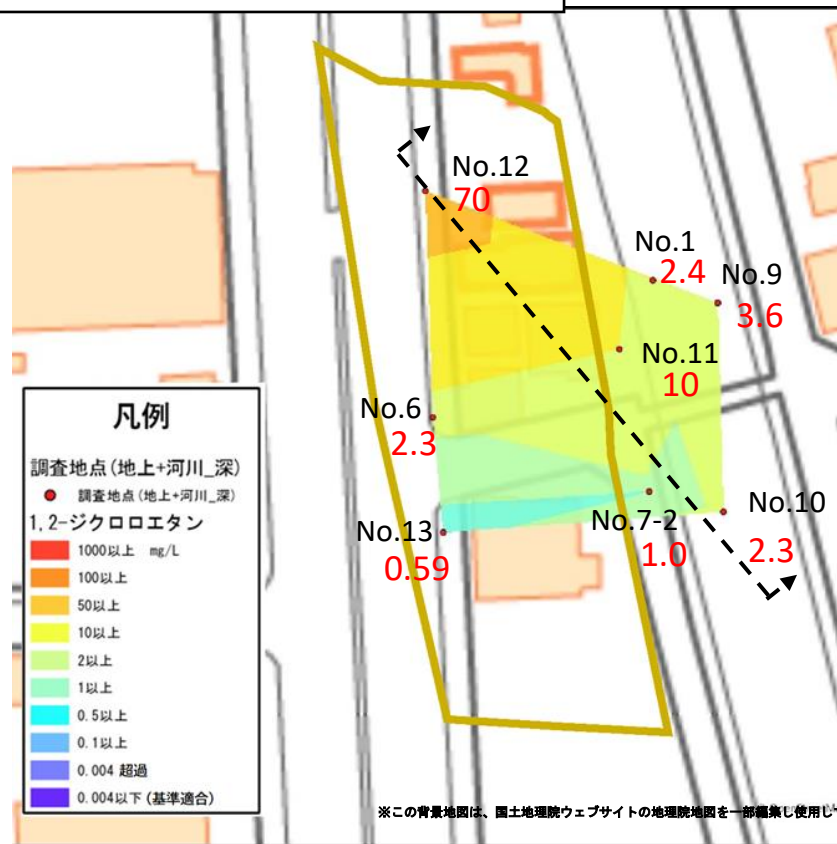 No.12
70
No.1
2.4
No.9
3.6
No.11
10
No.6
2.3
No.13
0.59
No.7-2
1.0
No.10
2.3
凡例
調査地点(地上+河川_深)
調査地点(地上+河川_深)
1,2-ジクロロエタン
1000以上 mg/L
100以上
50以上
10以上
2以上
1以上
0.5以上
0.1以上
0.004 超過
0.004以下(基準適合)
※この背景地図は、国土地理院ウェブサイトの地理院地図を一部編集し使用し